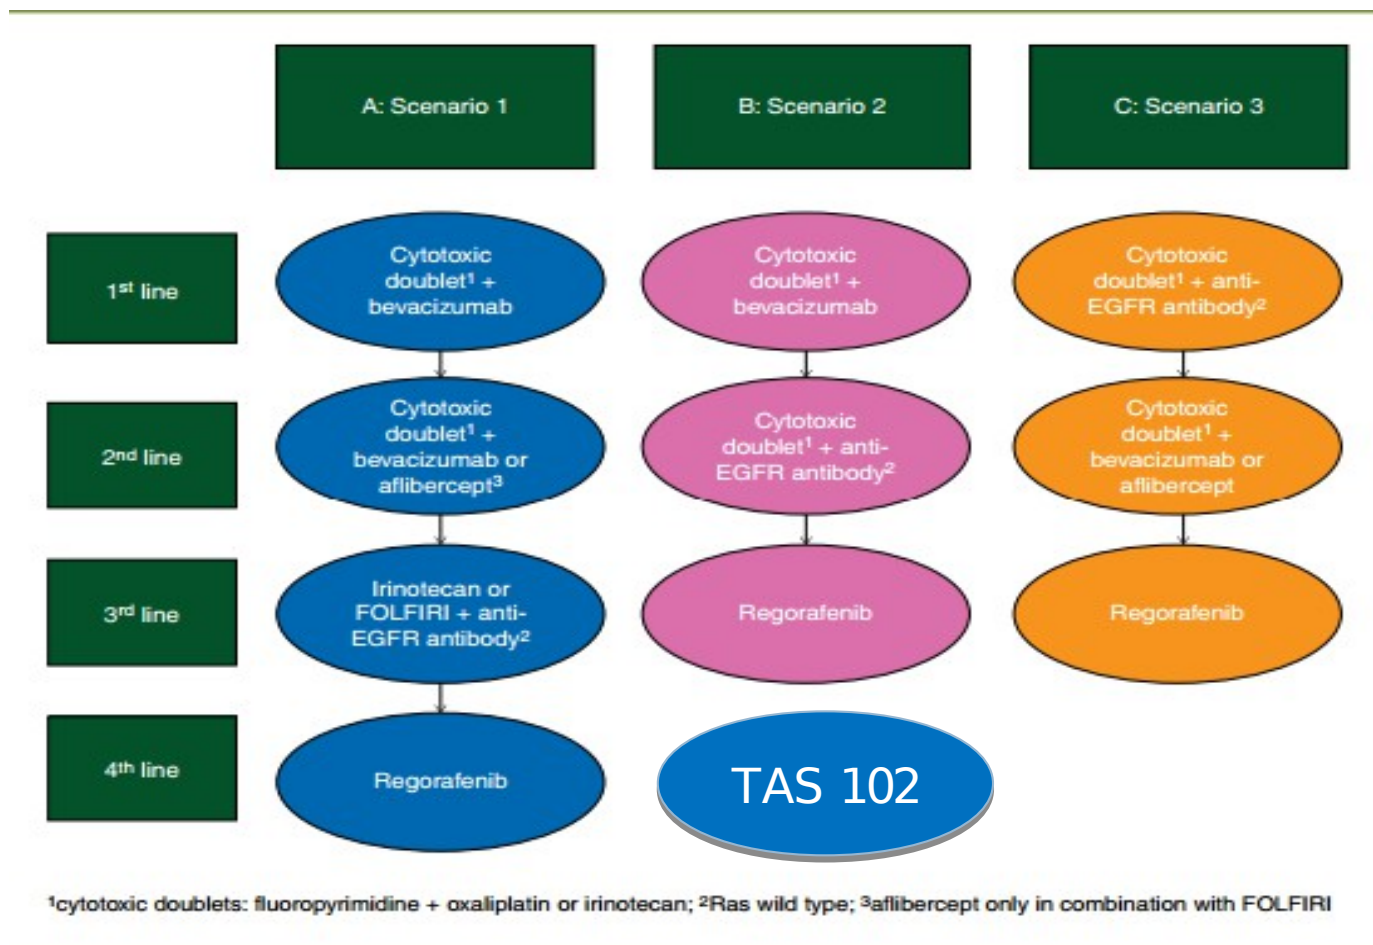 A: Scenario 1
B: Scenario 2
C: Scenario 3
1st line
Cytotoxic
doublet¹ +
bevacizumab
Cytotoxic
doublet¹ +
bevacizumab
Cytotoxic
doublet¹ + anti-
EGFR antibody²
2nd line
Cytotoxic
doublet¹ +
bevacizumab or
aflibercept³
Cytotoxic
doublet¹ + anti-
EGFR antibody²
Cytotoxic
doublet¹ +
bevacizumab or
aflibercept
3rd line
Irinotecan or
FOLFIRI + anti-
EGFR antibody²
Regorafenib
Regorafenib
4th line
Regorafenib
TAS 102
¹cytotoxic doublets: fluoropyrimidine + oxaliplatin or irinotecan; ²Ras wild type; ³aflibercept only in combination with FOLFIRI